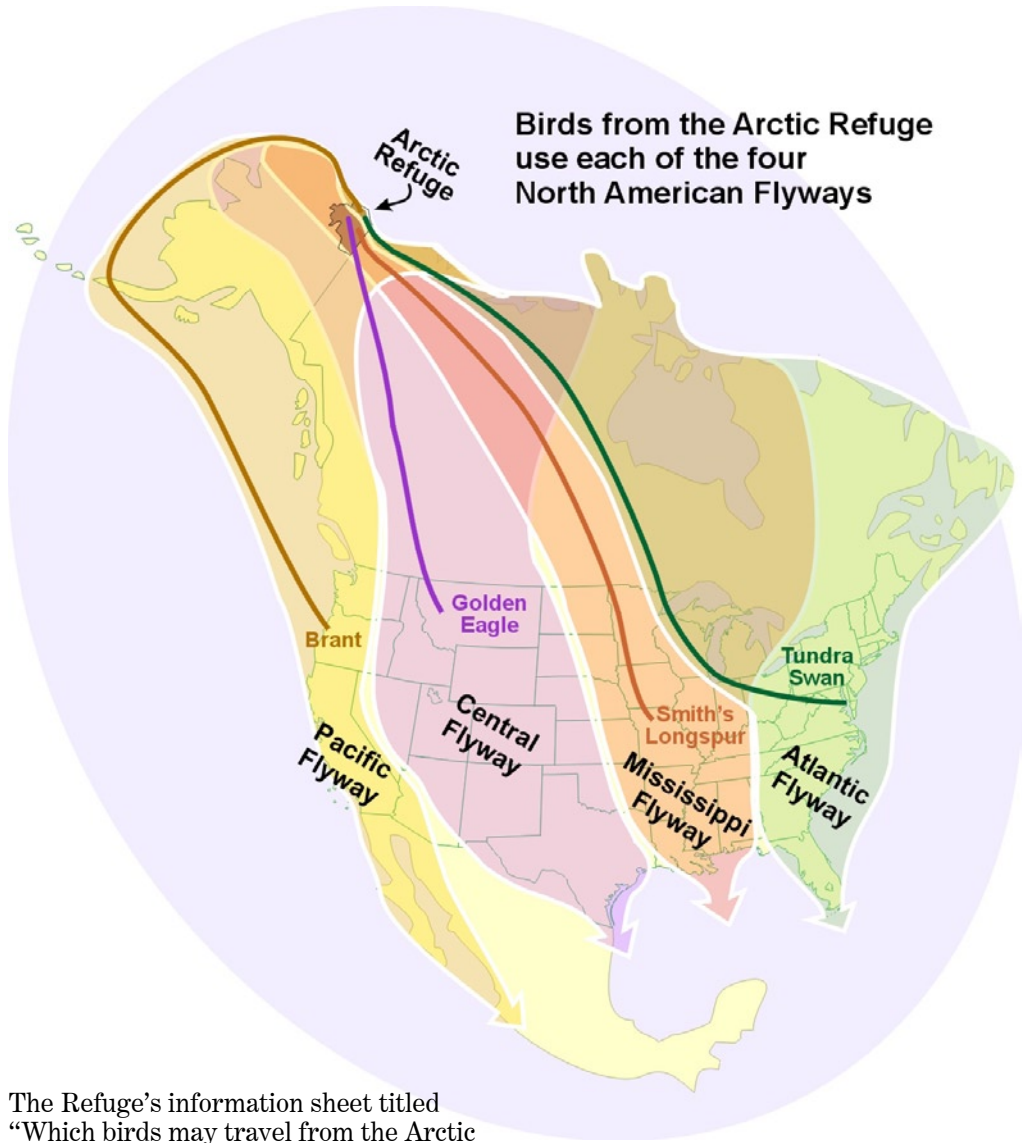 Birds from the Arctic Refuge
use each of the four
North American Flyways
Arctic
Refuge
Brant
Golden
Eagle
Tundra
Swan
Smith's
Longspur
Pacific
Flyway
Central
Flyway
Mississippi
Flyway
Atlantic
Flyway
The Refuge’s information sheet titled
“Which birds may travel from the Arctic